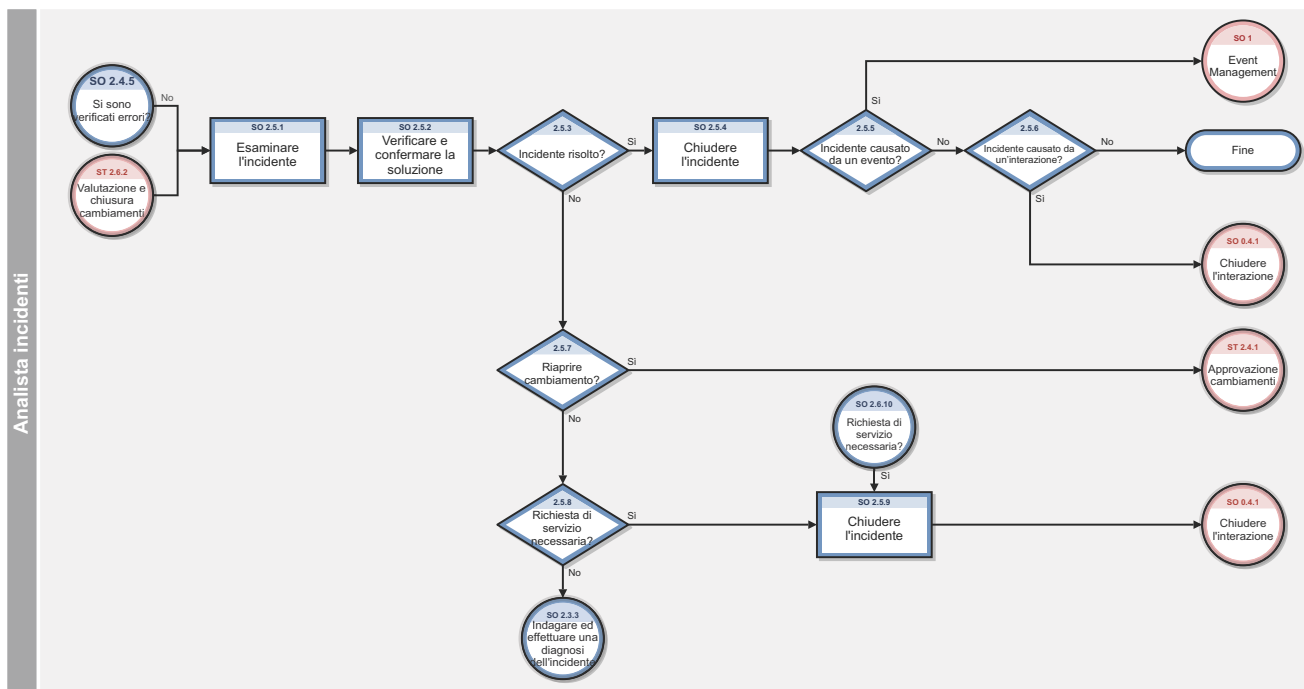 Analista incidenti
SO 2.4.5
Si sono
verificati errori?
No
ST 2.6.2
Valutazione e
chiusura
cambiamenti
SO 2.5.1
Esaminare
l'incidente
SO 2.5.2
Verificare e
confermare la
soluzione
2.5.3
Incidente risolto?
Sì
No
SO 2.5.4
Chiudere
l'incidente
2.5.5
Incidente causato
da un evento?
Sì
No
2.5.6
Incidente causato da
un'interazione?
No
Sì
SO 1
Event
Management
Fine
SO 0.4.1
Chiudere
l'interazione
2.5.7
Riaprire
cambiamento?
Sì
No
ST 2.4.1
Approvazione
cambiamenti
SO 2.6.10
Richiesta di
servizio
necessaria?
Sì
2.5.8
Richiesta di
servizio
necessaria?
Sì
No
SO 2.5.9
Chiudere
l'incidente
SO 0.4.1
Chiudere
l'interazione
SO 2.3.3
Indagare ed
effettuare una
diagnosi
dell'incidente